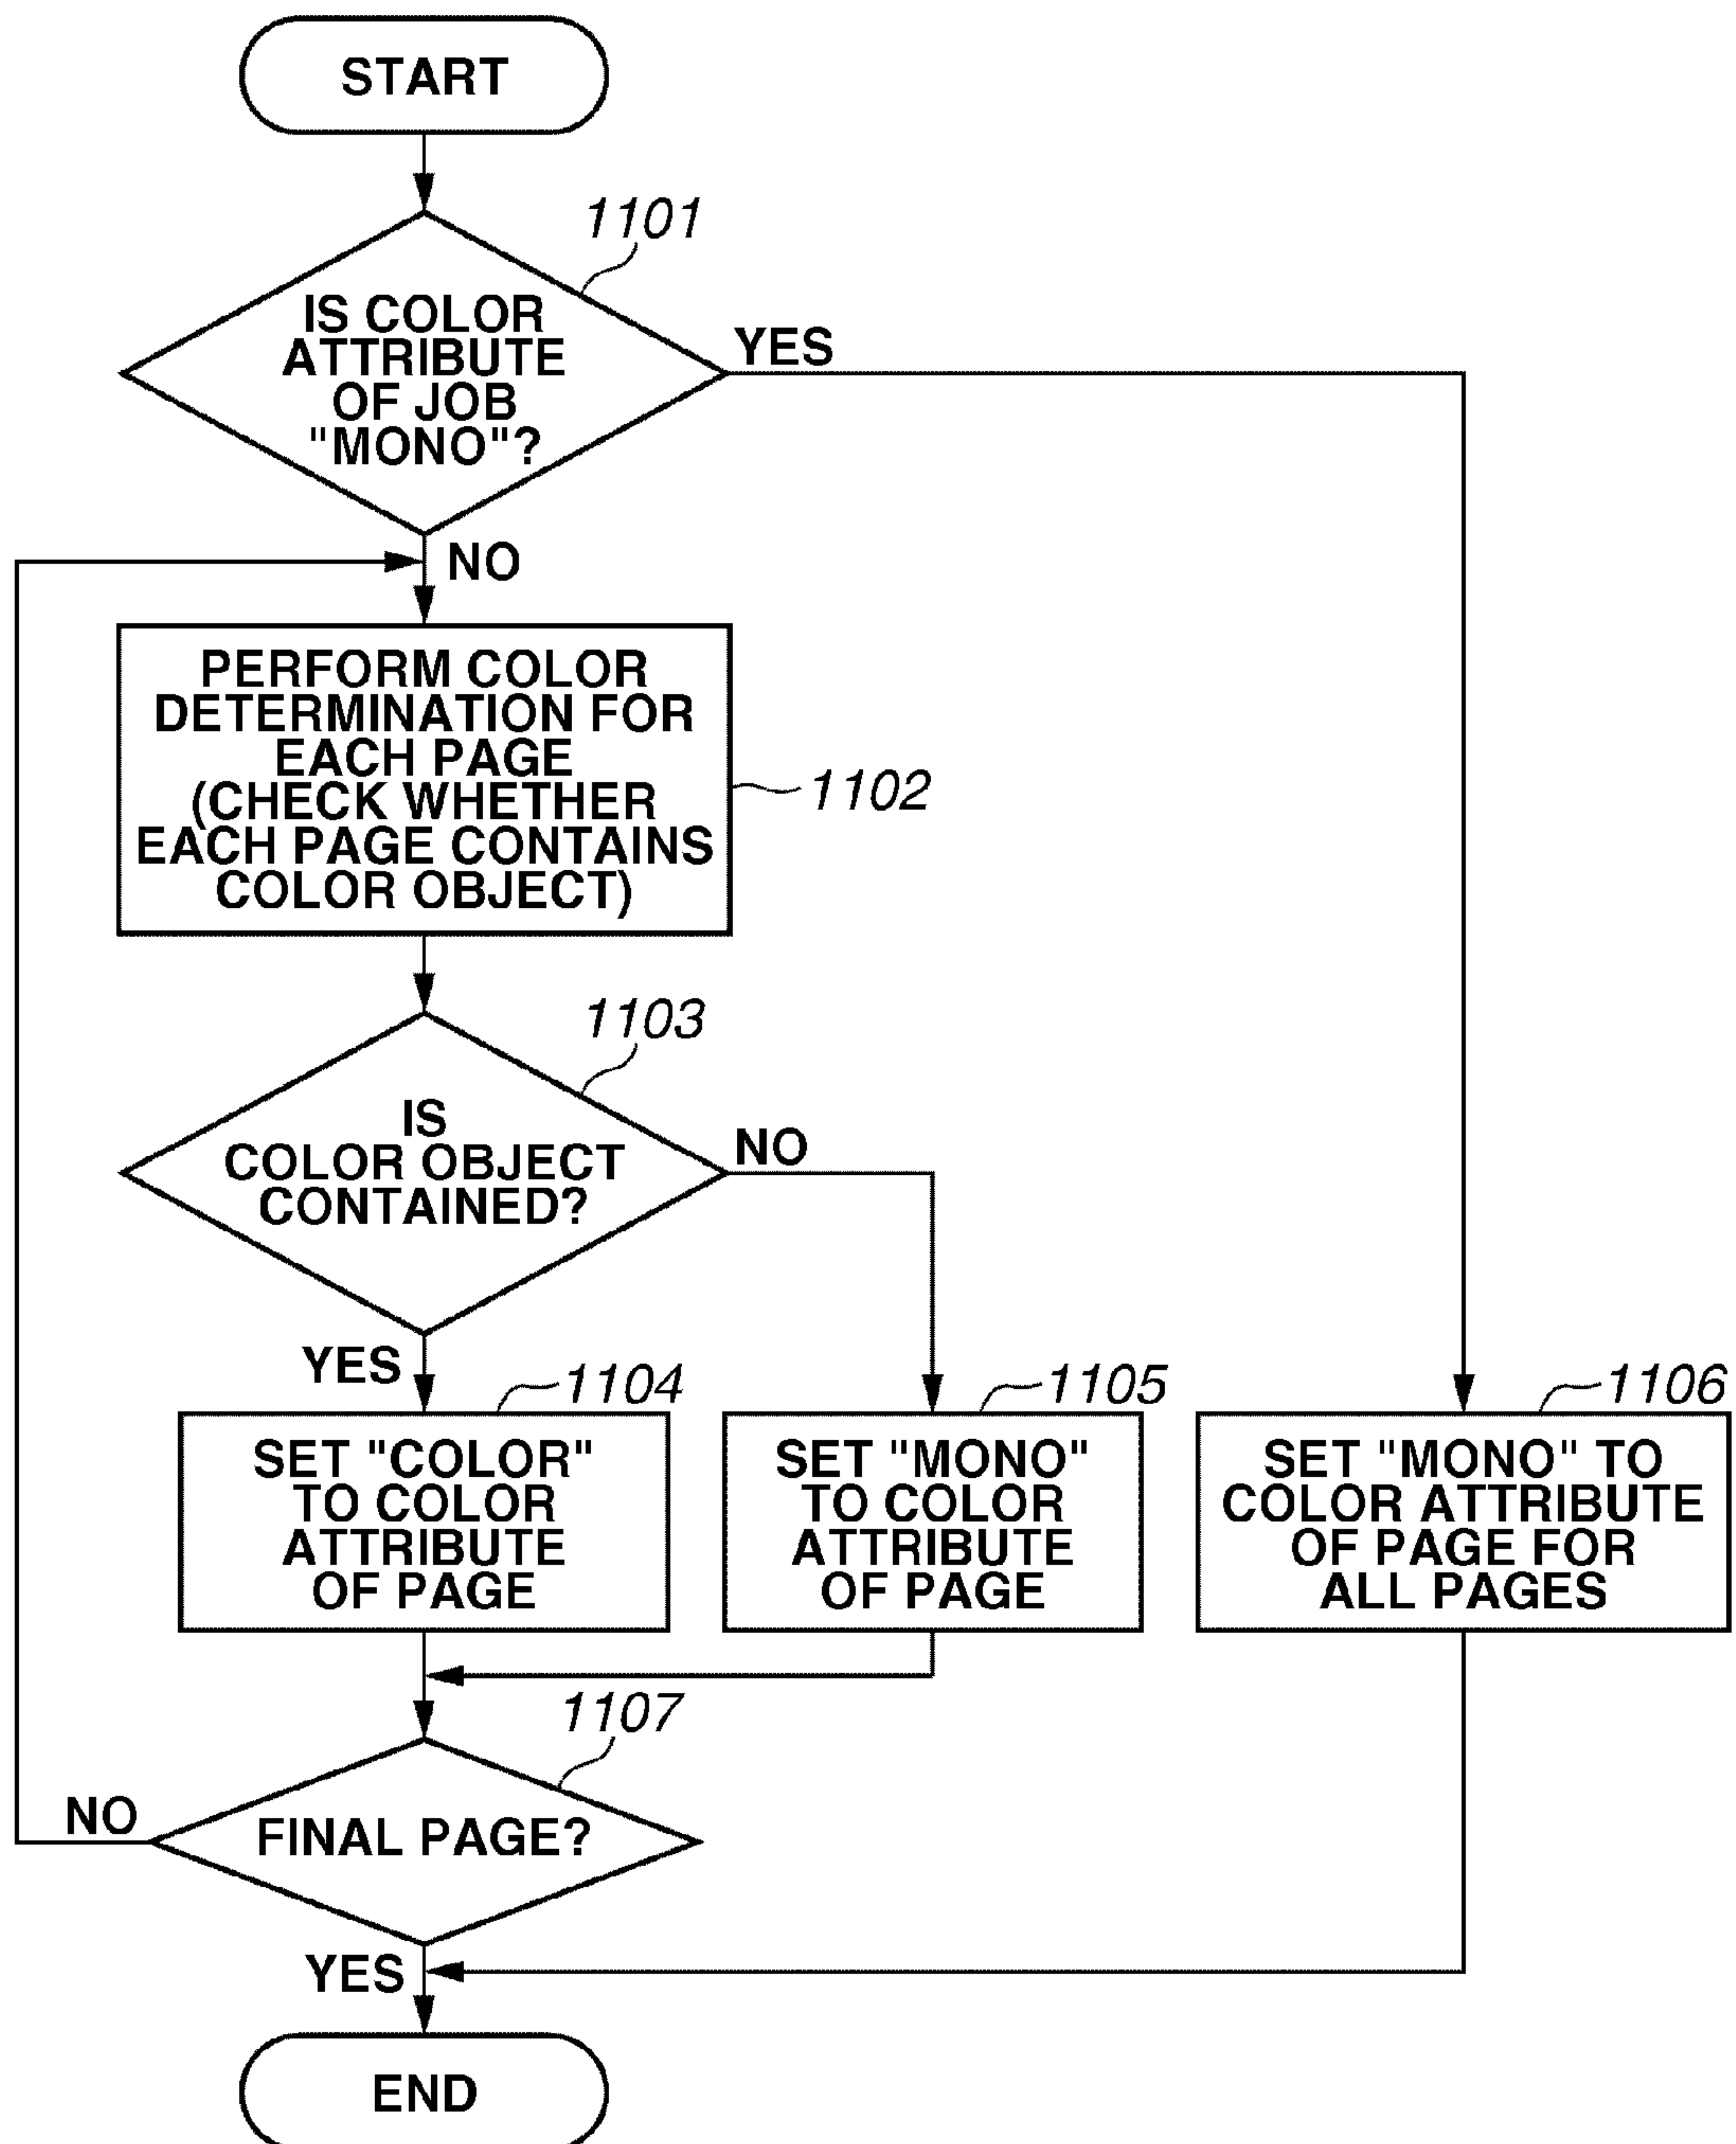 START
1101
IS COLOR
ATTRIBUTE
OF JOB
"MONO"?
YES
NO
PERFORM COLOR
DETERMINATION FOR
EACH PAGE
(CHECK WHETHER
EACH PAGE CONTAINS
COLOR OBJECT)
1102
1103
IS
COLOR OBJECT
CONTAINED?
NO
YES
1104
SET "COLOR"
TO COLOR
ATTRIBUTE
OF PAGE
1105
SET "MONO"
TO COLOR
ATTRIBUTE
OF PAGE
1106
SET "MONO" TO
COLOR ATTRIBUTE
OF PAGE FOR
ALL PAGES
1107
NO
FINAL PAGE?
YES
END